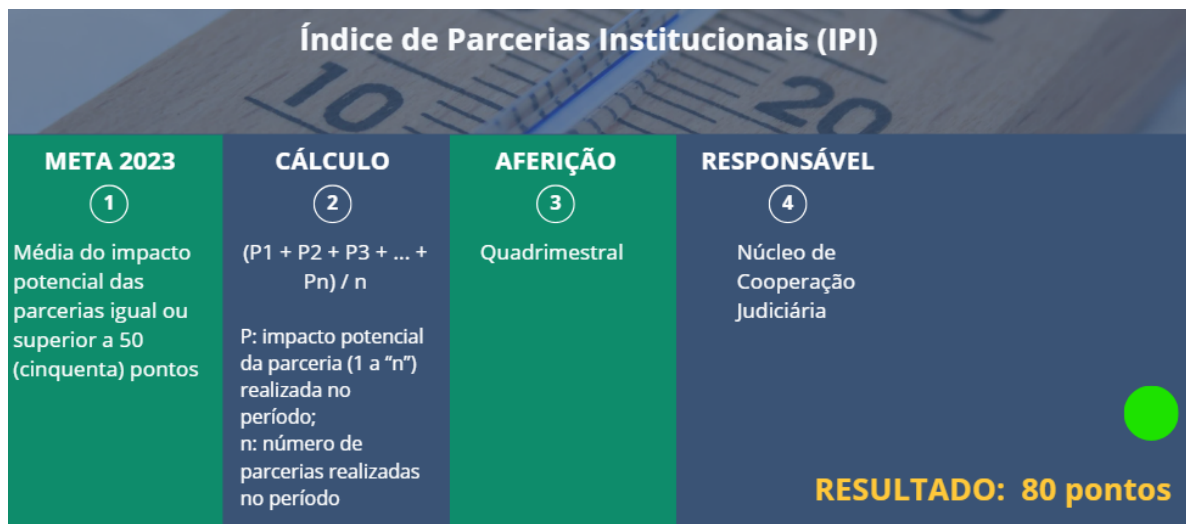 Índice de Parcerias Institucionais (IPI)
10
20
META 2023
1
Média do impacto
potencial das
parcerias igual ou
superior a 50
(cinquenta) pontos
CÁLCULO
2
(P1 + P2 + P3 + ... +
Pn) / n
P: impacto potencial
da parceria (1 a “n”)
realizada no
período;
n: número de
parcerias realizadas
no período
AFERIÇÃO
3
Quadrimestral
RESPONSÁVEL
4
Núcleo de
Cooperação
Judiciária
RESULTADO: 80 pontos